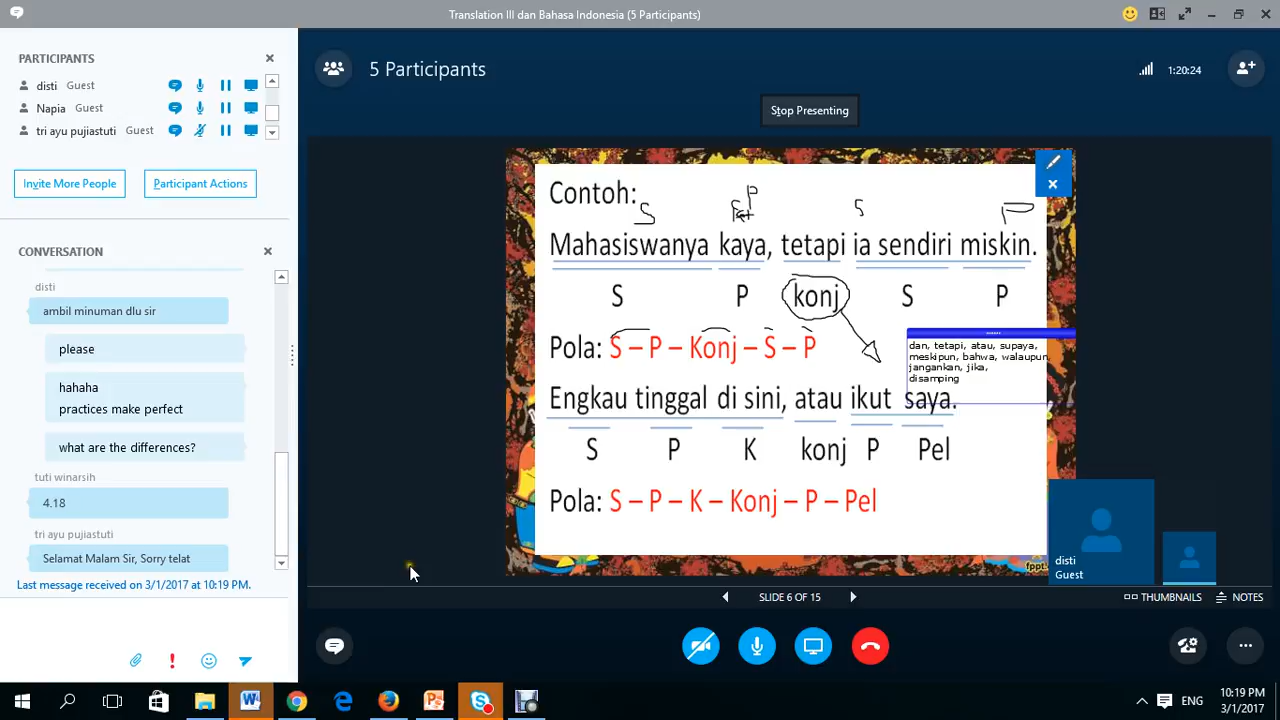 Translation III dan Bahasa Indonesia (5 Participants)
PARTICIPANTS
disti Guest
Napia Guest
tri ayu pujiastuti Guest
Invite More People
Participant Actions
CONVERSATION
disti
ambil minuman dlu sir
please
hahaha
practices make perfect
what are the differences?
tuti winarsih
4.18
tri ayu pujiastuti
Selamat Malam Sir, Sorry telat
Last message received on 3/1/2017 at 10:19 PM.
5 Participants
1:20:24
Stop Presenting
Contoh:
S P S P
Mahasiswanya kaya, tetapi ia sendiri miskin.
S P konj S P
Pola: S – P – Konj – S – P
dan, tetapi, atau, supaya,
meskipun, bahwa, walaupun,
jangankan, jika,
disamping
Engkau tinggal di sini, atau ikut saya.
S P K konj P Pel
Pola: S – P – K – Konj – P – Pel
fppt.
disti
Guest
SLIDE 6 OF 15
THUMBNAILS
NOTES
ENG
10:19 PM
3/1/2017